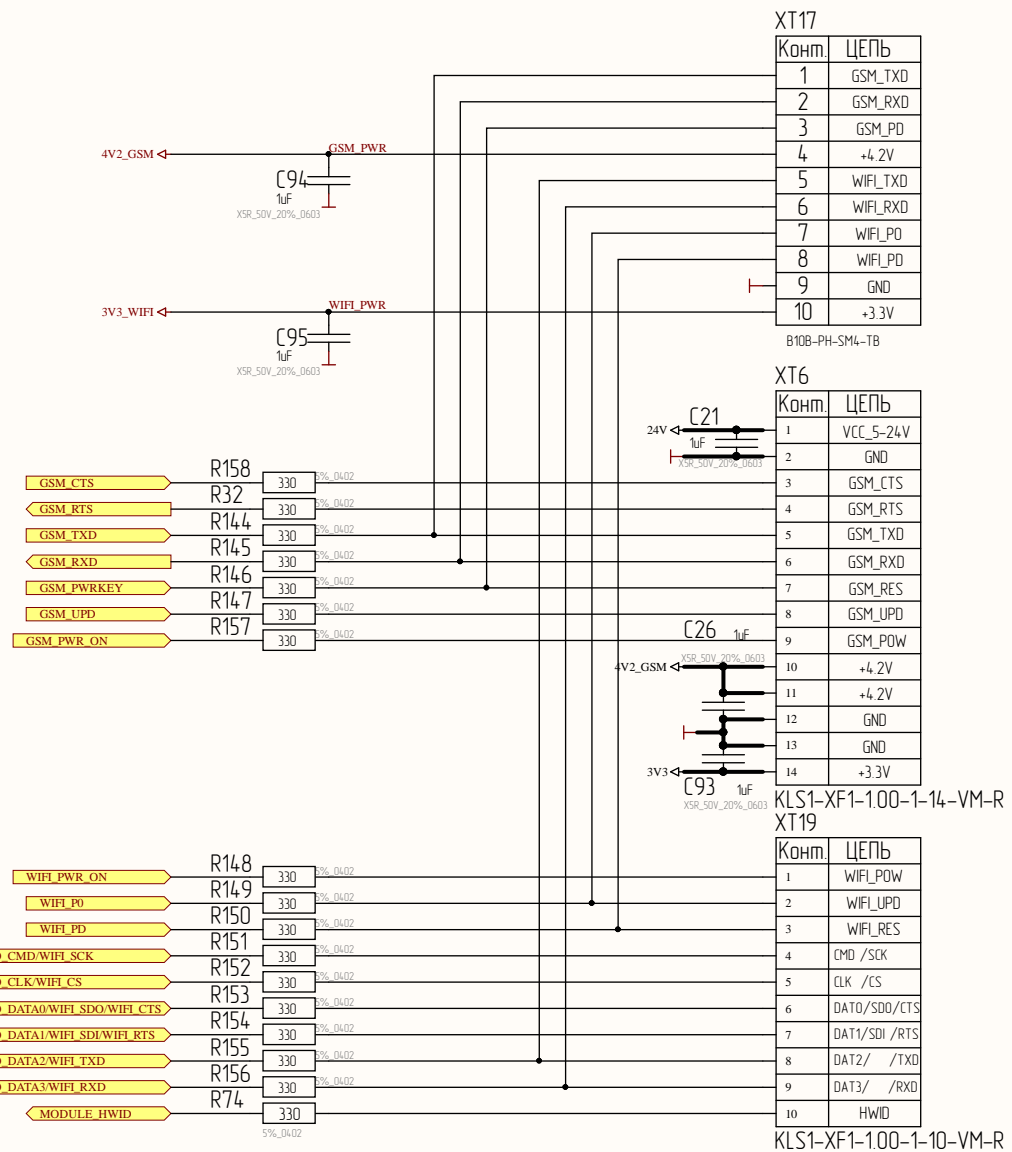 XT17
Конт. ЦЕПЬ
1 GSM_TXD
2 GSM_RXD
3 GSM_PD
4V2_GSM GSM_PWR 4 +4.2V
C94
1uF
X5R_50V_20%_0603
5 WIFI_TXD
6 WIFI_RXD
7 WIFI_P0
8 WIFI_PD
9 GND
3V3_WIFI WIFI_PWR 10 +3.3V
C95
1uF
X5R_50V_20%_0603
B10B-PH-SM4-TB
XT6
Конт. ЦЕПЬ
24V C21 1 VCC_5-24V
1uF
X5R_50V_20%_0603
2 GND
GSM_CTS R158 330 5%_0402 3 GSM_CTS
GSM_RTS R32 330 5%_0402 4 GSM_RTS
GSM_TXD R144 330 5%_0402 5 GSM_TXD
GSM_RXD R145 330 5%_0402 6 GSM_RXD
GSM_PWRKEY R146 330 5%_0402 7 GSM_RES
GSM_UPD R147 330 5%_0402 8 GSM_UPD
GSM_PWR_ON R157 330 5%_0402 9 GSM_POW
C26 1uF
X5R_50V_20%_0603
4V2_GSM 10 +4.2V
11 +4.2V
12 GND
13 GND
3V3 14 +3.3V
C93 1uF
X5R_50V_20%_0603
KLS1-XF1-1.00-1-14-VM-R
XT19
Конт. ЦЕПЬ
WIFI_PWR_ON R148 330 5%_0402 1 WIFI_POW
WIFI_P0 R149 330 5%_0402 2 WIFI_UPD
WIFI_PD R150 330 5%_0402 3 WIFI_RES
_CMD/WIFI_SCK R151 330 5%_0402 4 CMD /SCK
_CLK/WIFI_CS R152 330 5%_0402 5 CLK /CS
_DATA0/WIFI_SDO/WIFI_CTS R153 330 5%_0402 6 DAT0/SDO/CTS
_DATA1/WIFI_SDI/WIFI_RTS R154 330 5%_0402 7 DAT1/SDI /RTS
_DATA2/WIFI_TXD R155 330 5%_0402 8 DAT2/ /TXD
_DATA3/WIFI_RXD R156 330 5%_0402 9 DAT3/ /RXD
MODULE_HWID R74 330 5%_0402 10 HWID
KLS1-XF1-1.00-1-10-VM-R